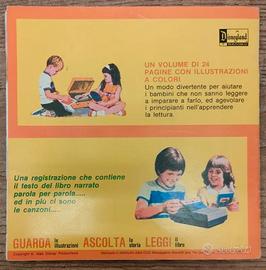 Disneyland
UN VOLUME DI 24
PAGINE CON ILLUSTRAZIONI
A COLORI
Un modo divertente per aiutare
i bambini che non sanno leggere
a imparare a farlo, ed agevolare
i principianti nell'apprendere
la lettura.
Una registrazione che contiene
il testo del libro narrato
parola per parola....
ed in più ci sono
le canzoni....
GUARDA le illustrazioni ASCOLTA la storia LEGGI il libro
subito.it